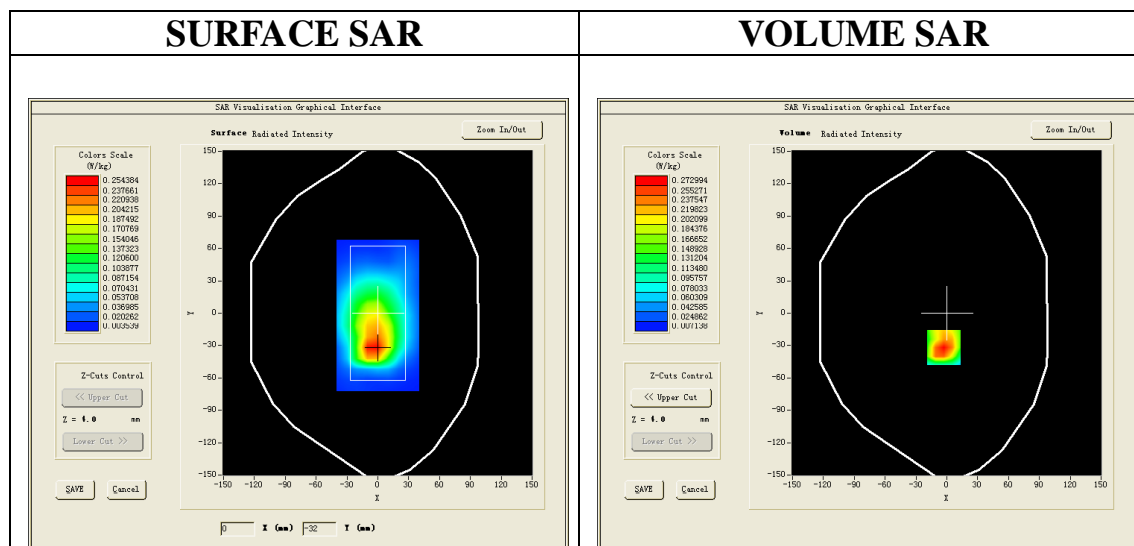 SURFACE SAR
VOLUME SAR
SAR Visualisation Graphical Interface
Surface Radiated Intensity
Zoom In/Out
Colors Scale
(W/kg)
0.254384
0.237661
0.220938
0.204215
0.187492
0.170769
0.154046
0.137323
0.120600
0.103877
0.087154
0.070431
0.053708
0.036985
0.020262
0.003539
150
120
90
60
30
0
-30
-60
-90
-120
-150
Y
-150 -120 -90 -60 -30 0 30 60 90 120 150
X
Z-Cuts Control
<< Upper Cut
Z = 4.0 mm
Lower Cut >>
SAVE Cancel
0 X (mm) -32 Y (mm)
SAR Visualisation Graphical Interface
Volume Radiated Intensity
Zoom In/Out
Colors Scale
(W/kg)
0.272994
0.255271
0.237547
0.219823
0.202099
0.184376
0.166652
0.148928
0.131204
0.113480
0.095757
0.078033
0.060309
0.042585
0.024862
0.007138
150
120
90
60
30
0
-30
-60
-90
-120
-150
Y
-150 -120 -90 -60 -30 0 30 60 90 120 150
X
Z-Cuts Control
<< Upper Cut
Z = 4.0 mm
Lower Cut >>
SAVE Cancel